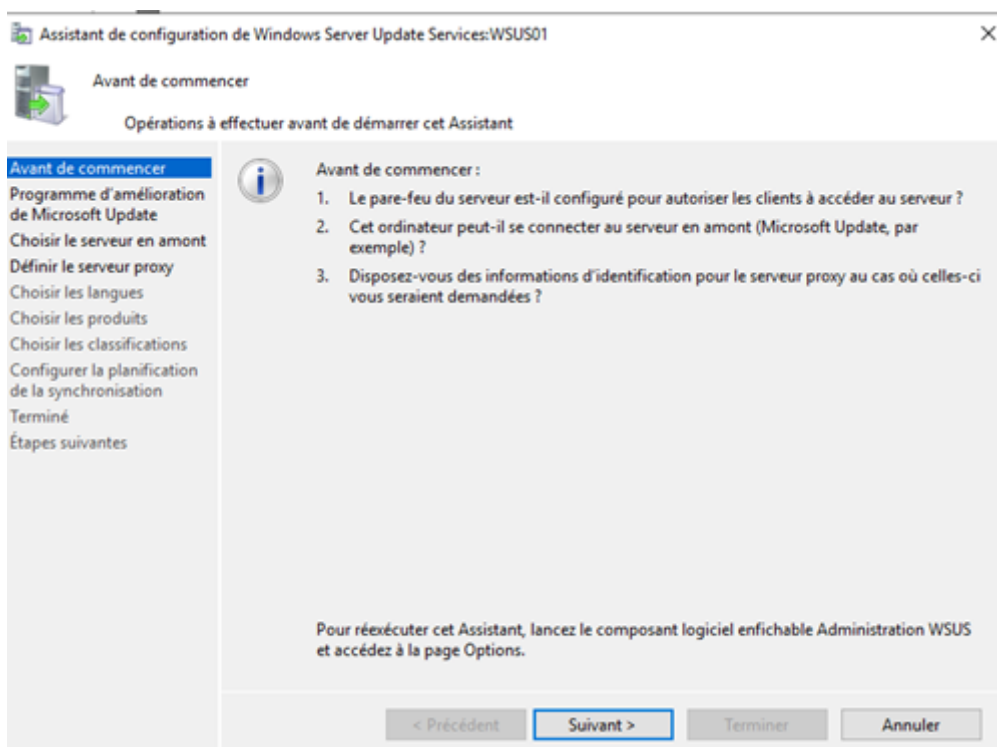 Assistant de configuration de Windows Server Update Services:WSUS01
Avant de commencer
Opérations à effectuer avant de démarrer cet Assistant
Avant de commencer
Programme d'amélioration
de Microsoft Update
Choisir le serveur en amont
Définir le serveur proxy
Choisir les langues
Choisir les produits
Choisir les classifications
Configurer la planification
de la synchronisation
Terminé
Étapes suivantes
Avant de commencer :
1. Le pare-feu du serveur est-il configuré pour autoriser les clients à accéder au serveur ?
2. Cet ordinateur peut-il se connecter au serveur en amont (Microsoft Update, par
exemple) ?
3. Disposez-vous des informations d'identification pour le serveur proxy au cas où celles-ci
vous seraient demandées ?
Pour réexécuter cet Assistant, lancez le composant logiciel enfichable Administration WSUS
et accédez à la page Options.
< Précédent
Suivant >
Terminer
Annuler